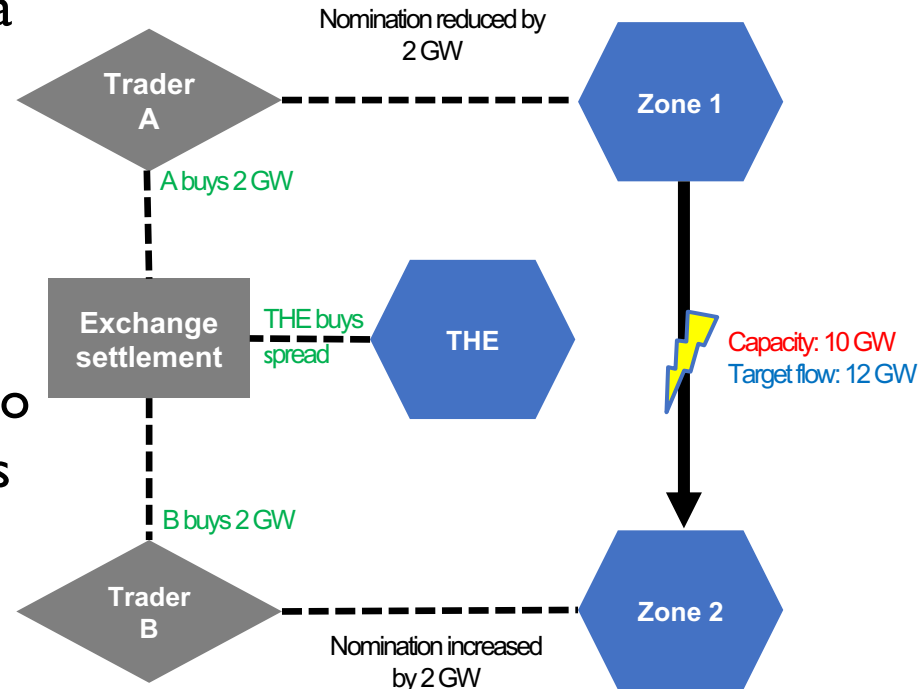 a
Nomination reduced by
2 GW
Trader
A
Zone 1
A buys 2 GW
Exchange
settlement
THE buys
spread
THE
Capacity: 10 GW
Target flow: 12 GW
o
s
B buys 2 GW
Trader
B
Zone 2
Nomination increased
by 2 GW